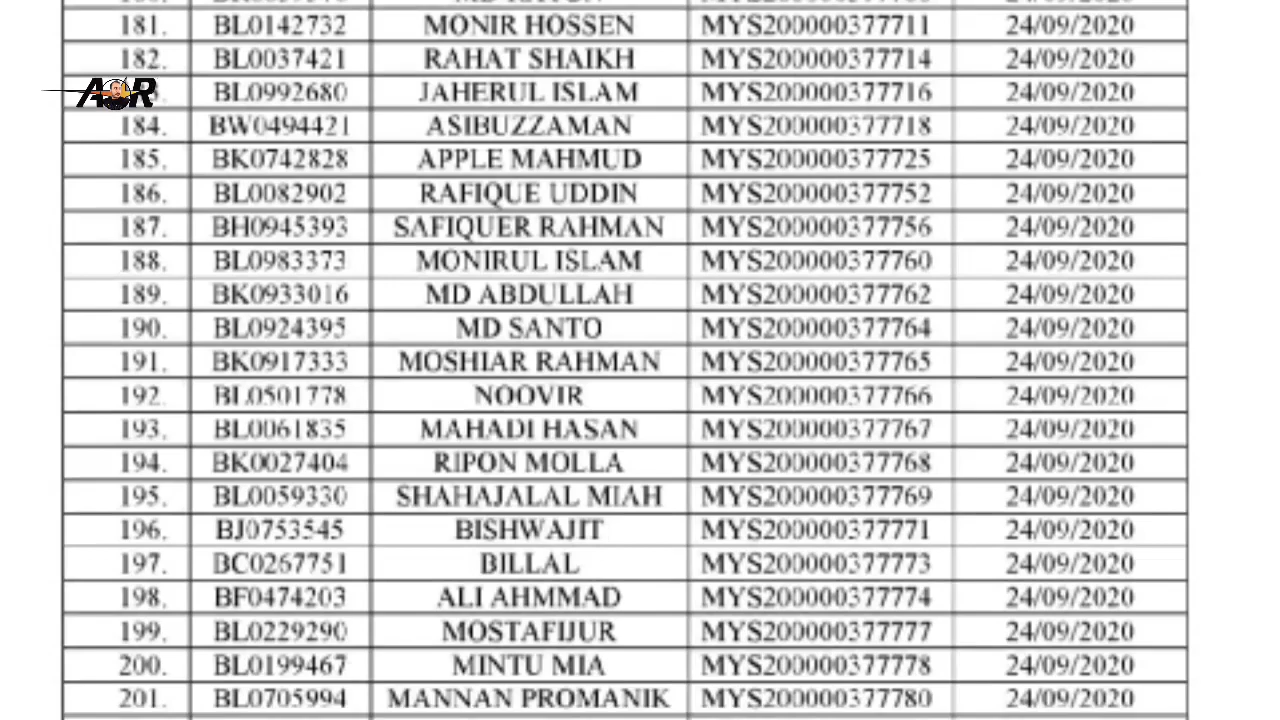 181. BL0142732 MONIR HOSSEN MYS200000377711 24/09/2020
182. BL0037421 RAHAT SHAIKH MYS200000377714 24/09/2020
AOR BL0992680 JAHERUL ISLAM MYS200000377716 24/09/2020
184. BW0494421 ASIBUZZAMAN MYS200000377718 24/09/2020
185. BK0742828 APPLE MAHMUD MYS200000377725 24/09/2020
186. BL0082902 RAFIQUE UDDIN MYS200000377752 24/09/2020
187. BH0945393 SAFIQUER RAHMAN MYS200000377756 24/09/2020
188. BL0983373 MONIRUL ISLAM MYS200000377760 24/09/2020
189. BK0933016 MD ABDULLAH MYS200000377762 24/09/2020
190. BL0924395 MD SANTO MYS200000377764 24/09/2020
191. BK0917333 MOSHIAR RAHMAN MYS200000377765 24/09/2020
192. BL0501778 NOOVIR MYS200000377766 24/09/2020
193. BL0061835 MAHADI HASAN MYS200000377767 24/09/2020
194. BK0027404 RIPON MOLLA MYS200000377768 24/09/2020
195. BL0059330 SHAHAJALAL MIAH MYS200000377769 24/09/2020
196. BJ0753545 BISHWAJIT MYS200000377771 24/09/2020
197. BC0267751 BILLAL MYS200000377773 24/09/2020
198. BF0474203 ALI AHMMAD MYS200000377774 24/09/2020
199. BL0229290 MOSTAFIJUR MYS200000377777 24/09/2020
200. BL0199467 MINTU MIA MYS200000377778 24/09/2020
201. BL0705994 MANNAN PROMANIK MYS200000377780 24/09/2020